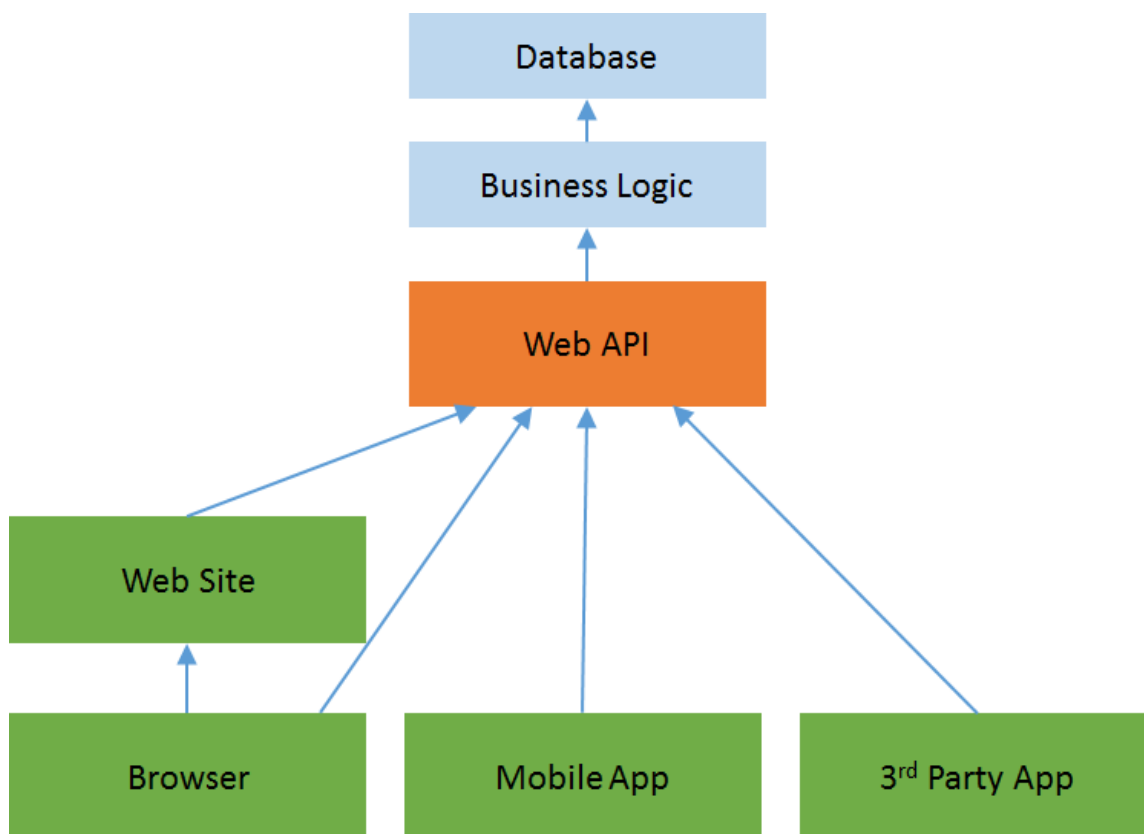 Database
Business Logic
Web API
Web Site
Browser
Mobile App
3rd Party App